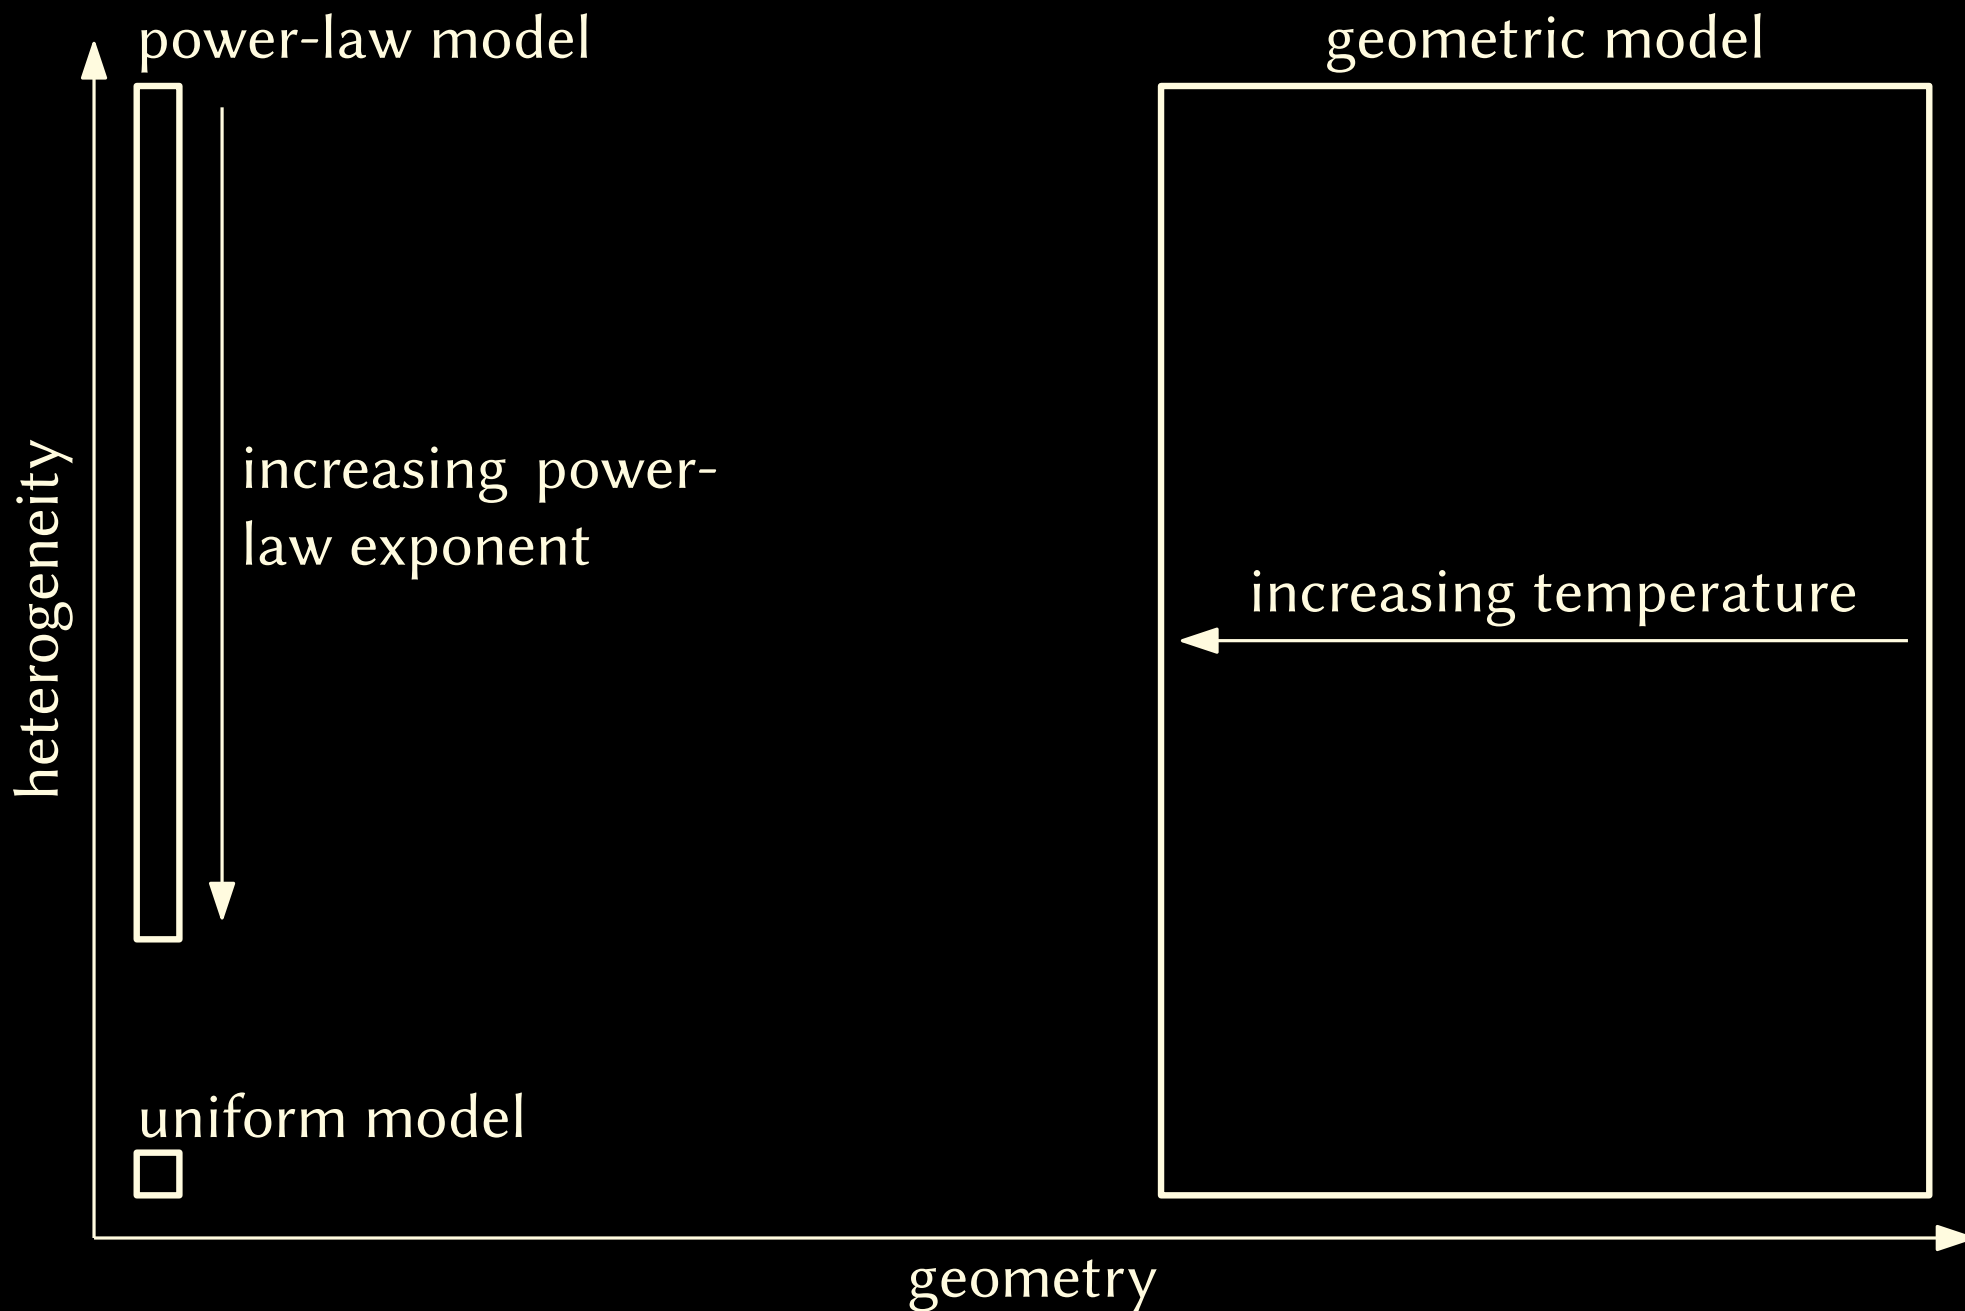 power-law model
geometric model
heterogeneity
increasing power-
law exponent
increasing temperature
uniform model
geometry